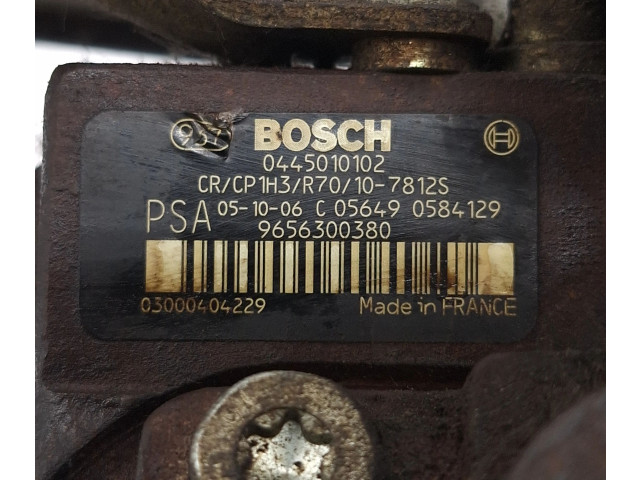 BOSCH
0445010102
CR/CP1H3/R70/10-7812S
PSA 05-10-06 C 05649 0584129
9656300380
03000404229 Made in FRANCE